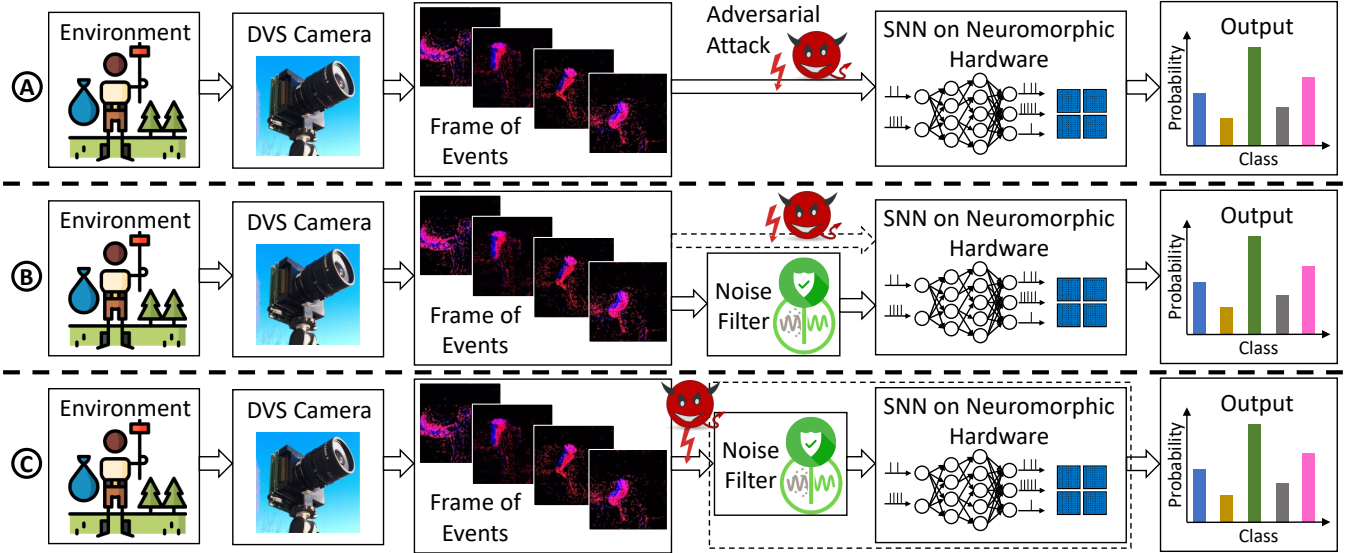 A
Environment
DVS Camera
Frame of
Events
Adversarial
Attack
SNN on Neuromorphic
Hardware
Output
Probability
Class
B
Environment
DVS Camera
Frame of
Events
Noise
Filter
SNN on Neuromorphic
Hardware
Output
Probability
Class
C
Environment
DVS Camera
Frame of
Events
Noise
Filter
SNN on Neuromorphic
Hardware
Output
Probability
Class